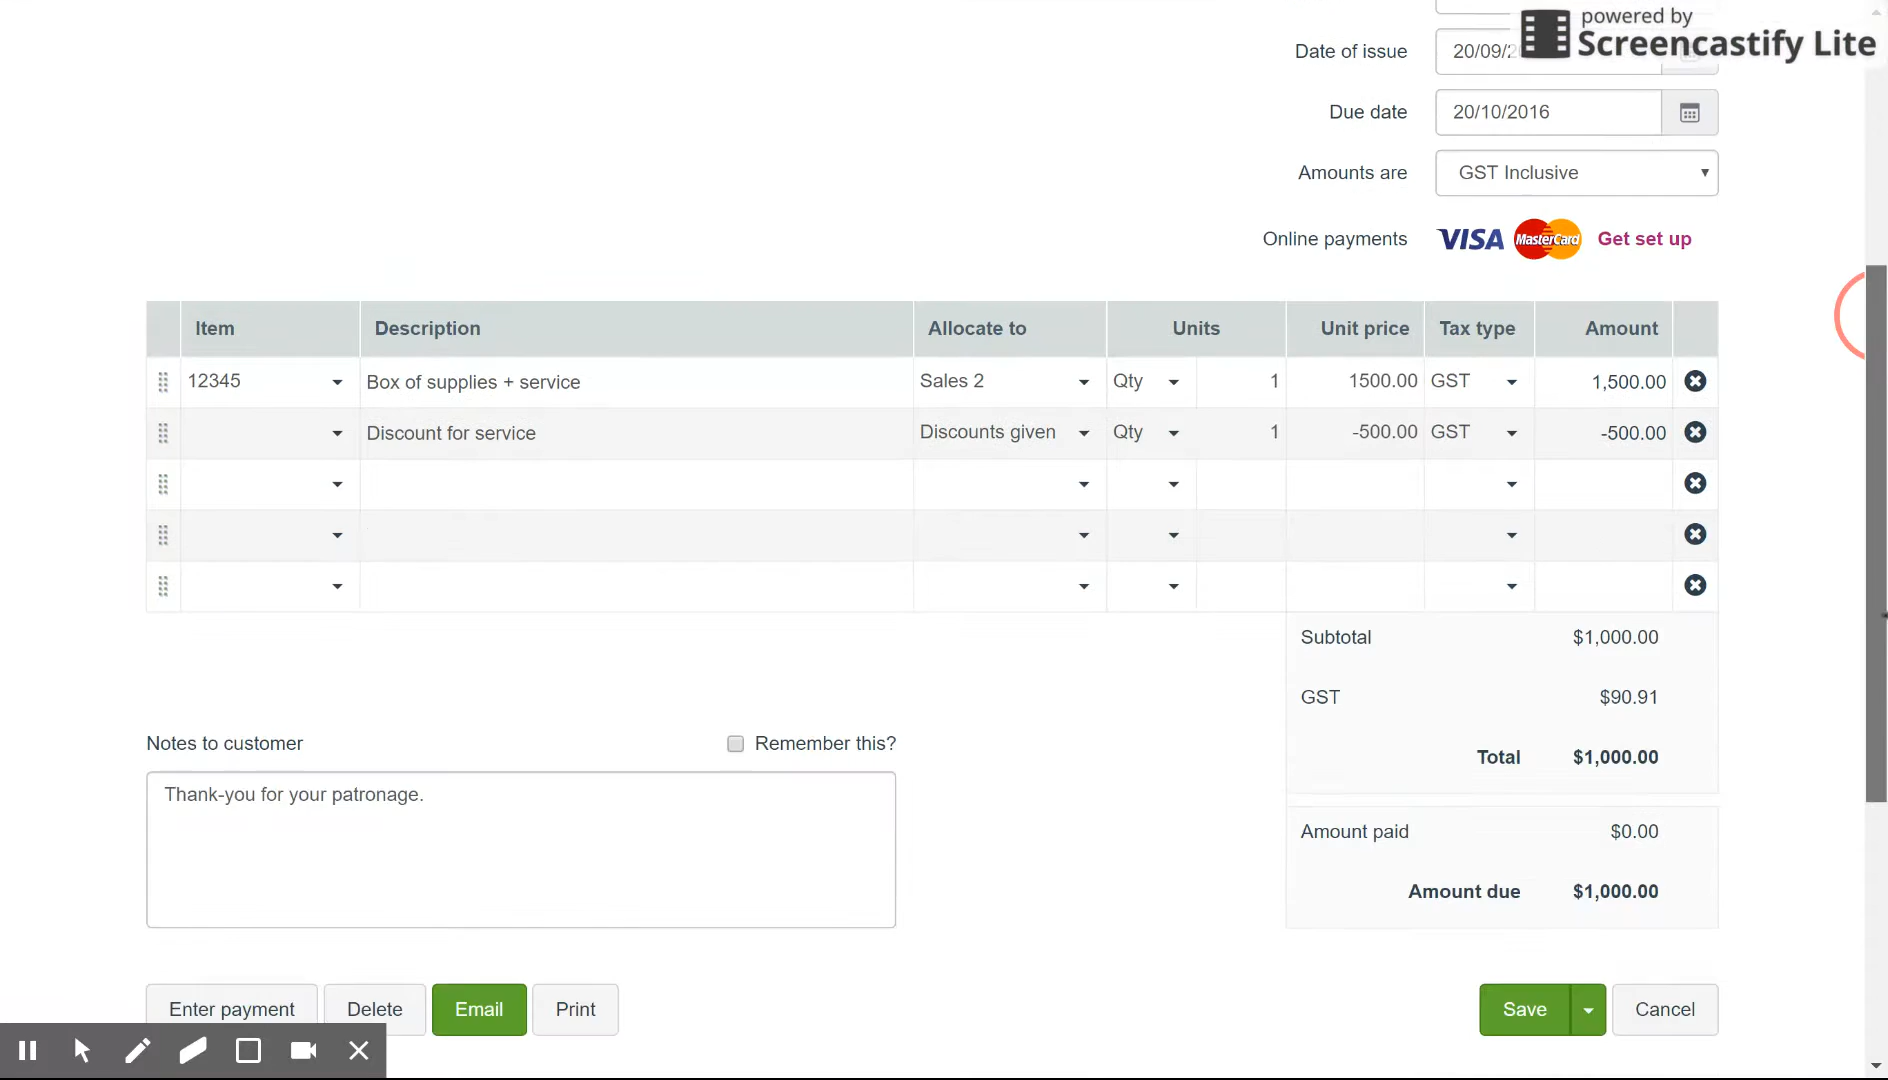 powered by
Screencastify Lite
Date of issue 20/09/2
Due date 20/10/2016
Amounts are GST Inclusive
Online payments VISA MasterCard Get set up
Item Description Allocate to Units Unit price Tax type Amount
12345 Box of supplies + service Sales 2 Qty 1 1500.00 GST 1,500.00
Discount for service Discounts given Qty 1 -500.00 GST -500.00
Subtotal $1,000.00
GST $90.91
Notes to customer Remember this?
Total $1,000.00
Thank-you for your patronage.
Amount paid $0.00
Amount due $1,000.00
Enter payment Delete Email Print Save Cancel